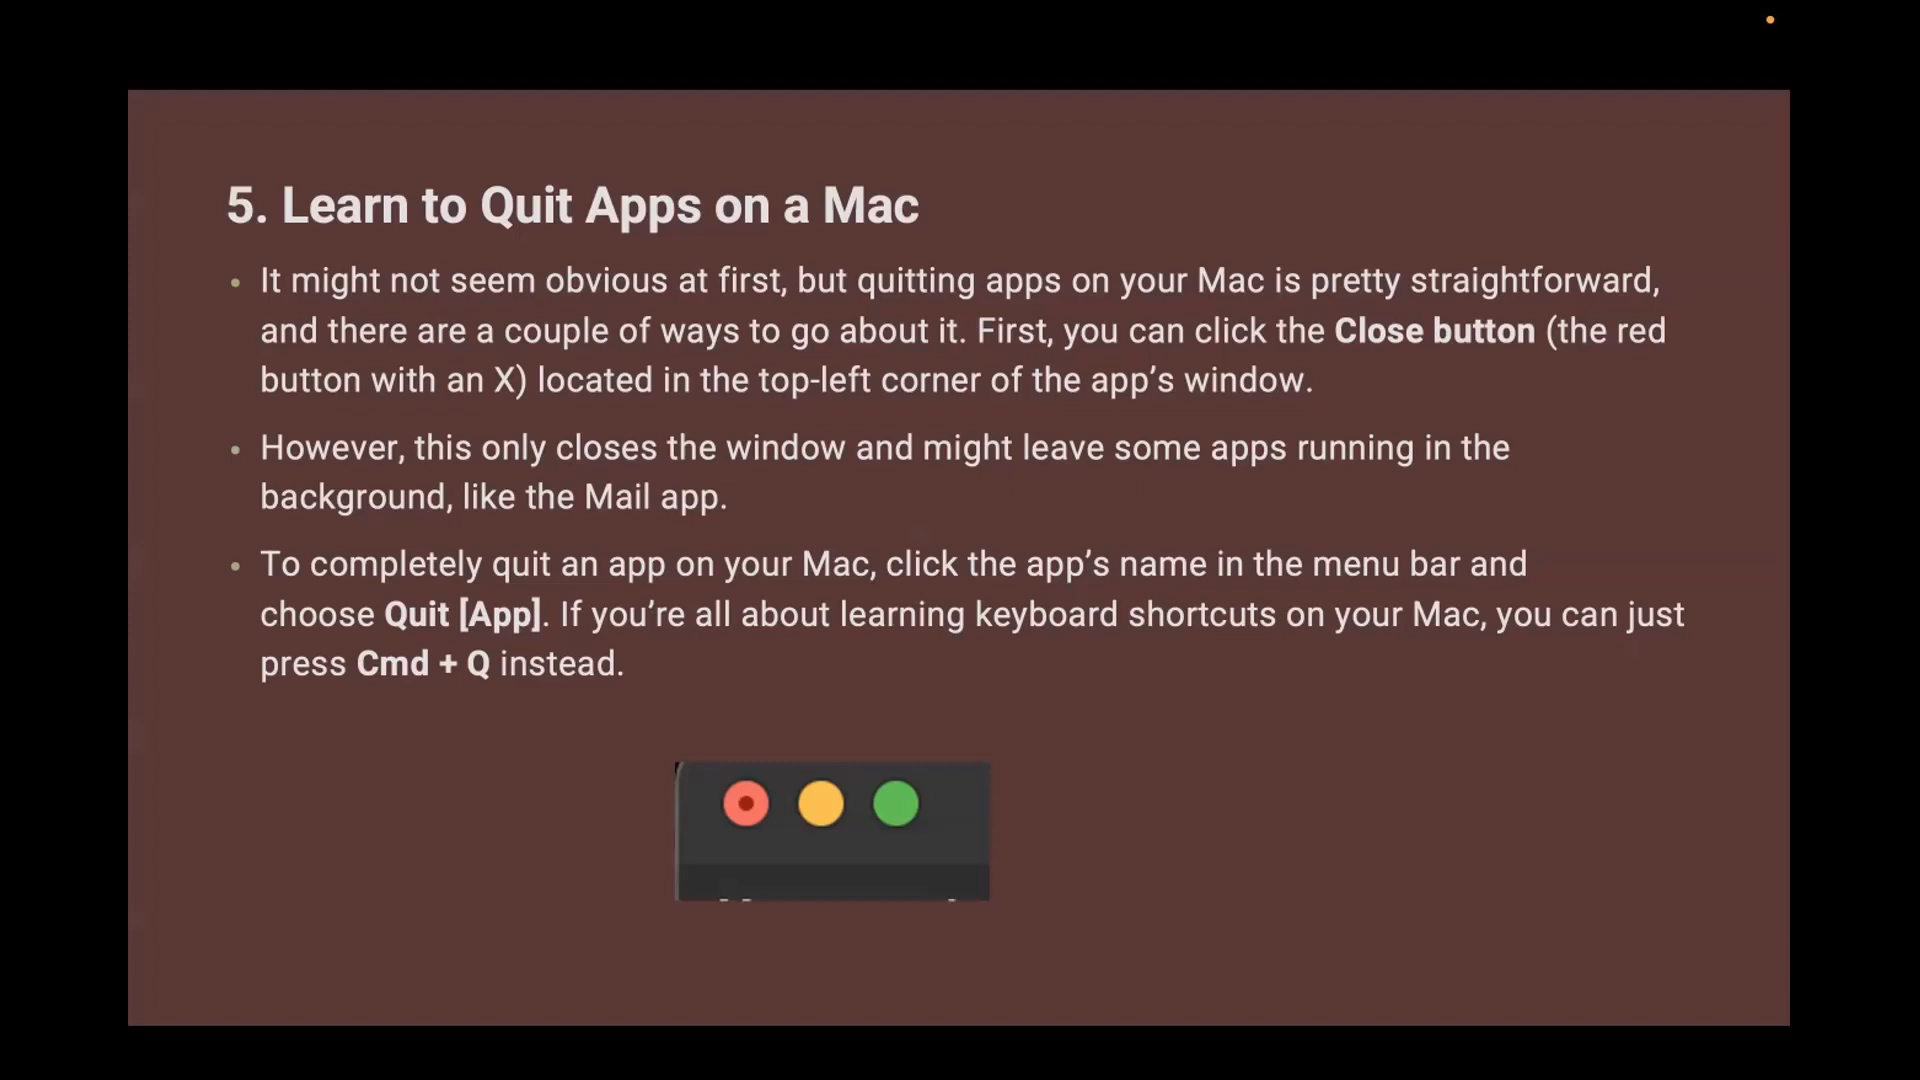 5. Learn to Quit Apps on a Mac
• It might not seem obvious at first, but quitting apps on your Mac is pretty straightforward,
and there are a couple of ways to go about it. First, you can click the Close button (the red
button with an X) located in the top-left corner of the app’s window.
• However, this only closes the window and might leave some apps running in the
background, like the Mail app.
• To completely quit an app on your Mac, click the app’s name in the menu bar and
choose Quit [App]. If you’re all about learning keyboard shortcuts on your Mac, you can just
press Cmd + Q instead.